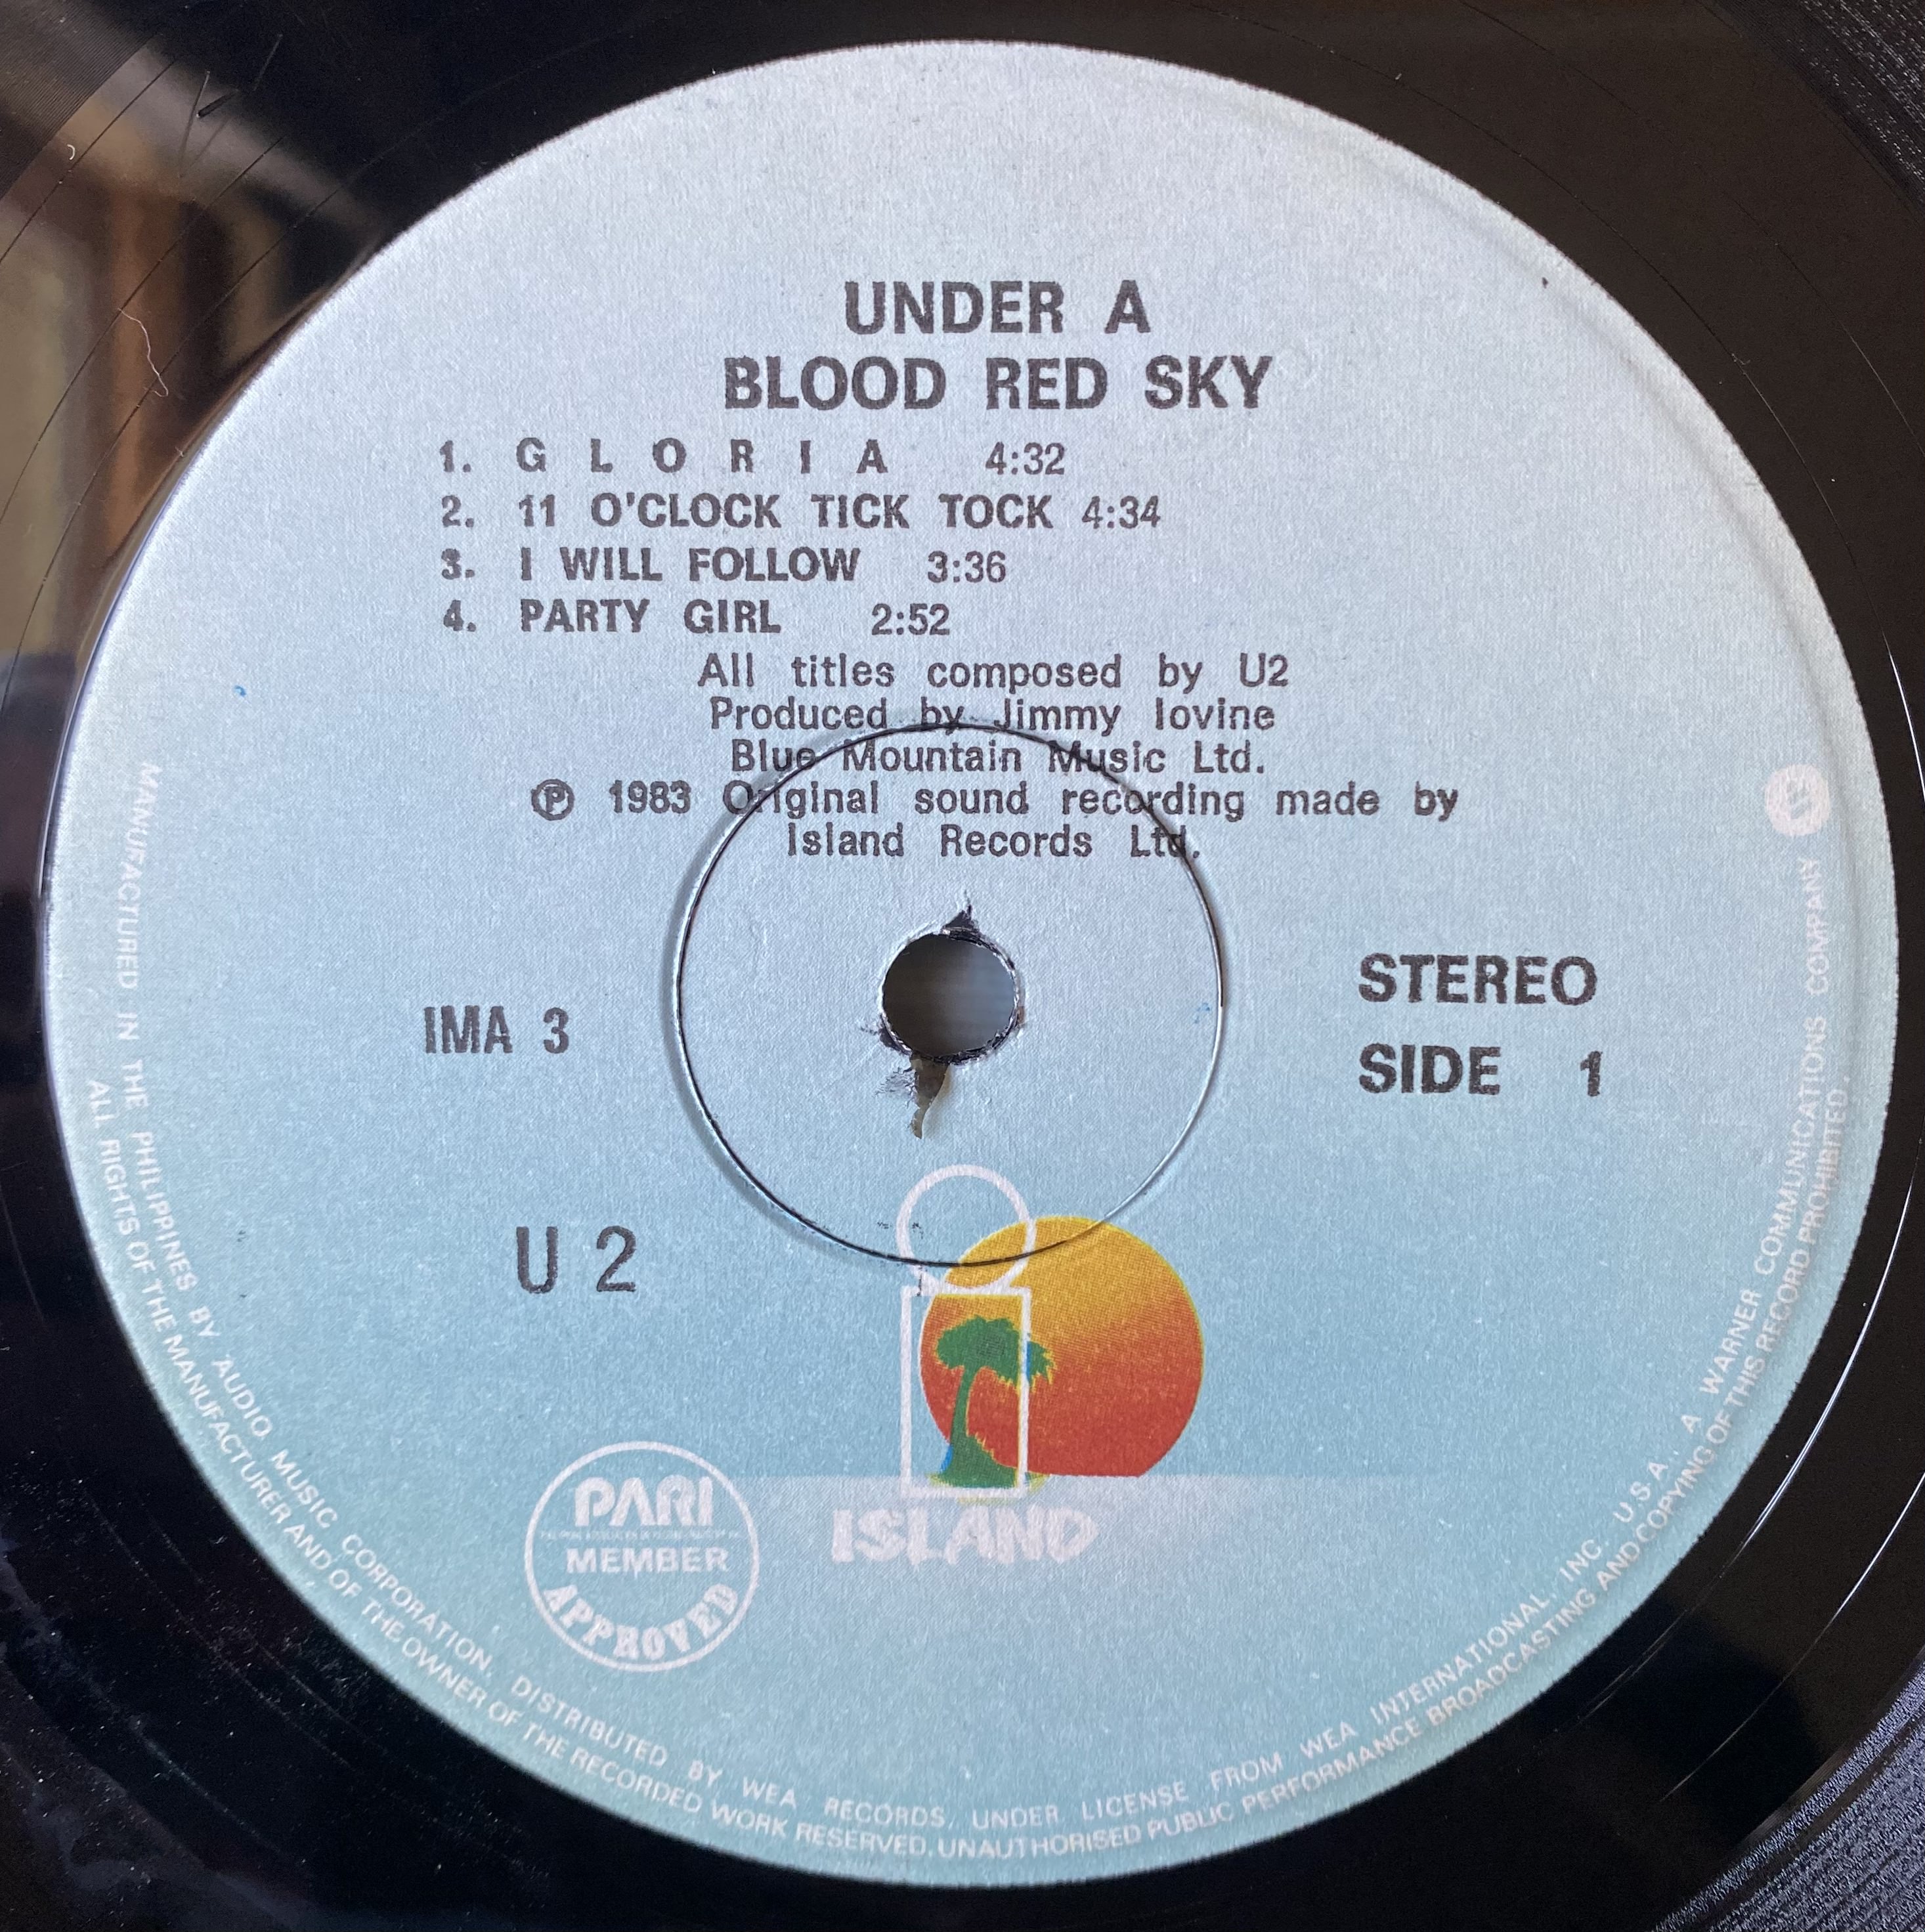 UNDER A
BLOOD RED SKY
1. G L O R I A 4:32
2. 11 O'CLOCK TICK TOCK 4:34
3. I WILL FOLLOW 3:36
4. PARTY GIRL 2:52
All titles composed by U2
Produced by Jimmy Iovine
Blue Mountain Music Ltd.
Ⓟ 1983 Original sound recording made by
Island Records Ltd.
IMA 3
STEREO
SIDE 1
U 2
ISLAND
PARI
MEMBER
APPROVED
MANUFACTURED IN THE PHILIPPINES BY AUDIO MUSIC CORPORATION. DISTRIBUTED BY WEA RECORDS, UNDER LICENSE FROM WEA INTERNATIONAL, INC. U.S.A., A WARNER COMMUNICATIONS COMPANY
ALL RIGHTS OF THE MANUFACTURER AND OF THE OWNER OF THE RECORDED WORK RESERVED. UNAUTHORISED PUBLIC PERFORMANCE BROADCASTING AND COPYING OF THIS RECORD PROHIBITED.